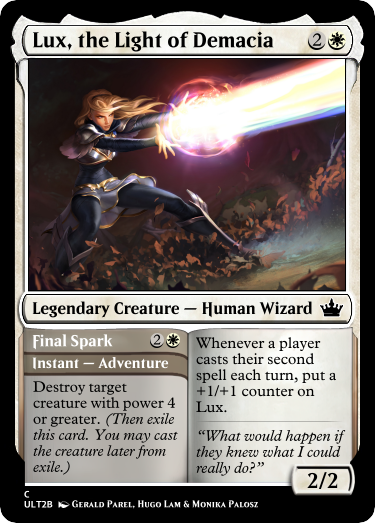 Lux, the Light of Demacia 2
Legendary Creature — Human Wizard
Final Spark 2
Instant — Adventure
Destroy target
creature with power 4
or greater. (Then exile
this card. You may cast
the creature later from
exile.)
Whenever a player
casts their second
spell each turn, put a
+1/+1 counter on
Lux.
“What would happen if
they knew what I could
really do?”
2/2
C
ULT2B Gerard Parel, Hugo Lam & Monika Palosz